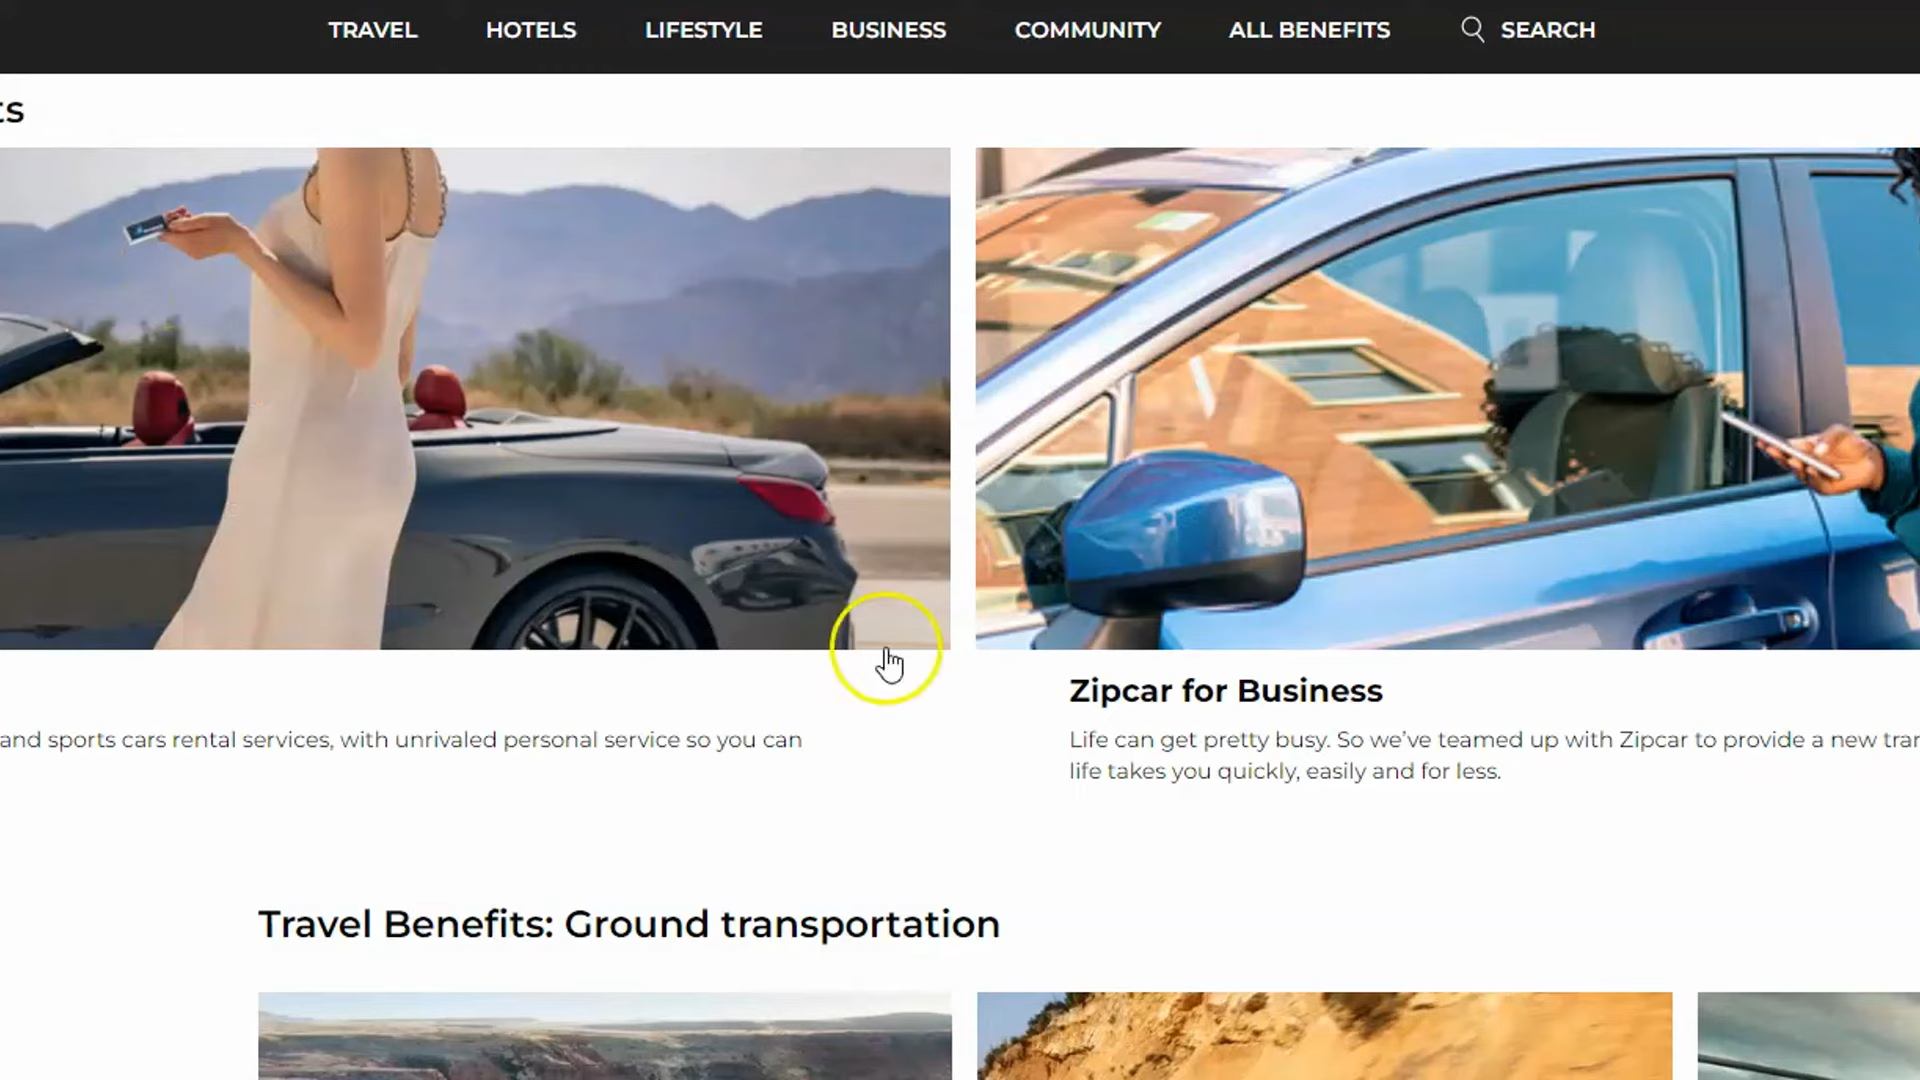 TRAVEL HOTELS LIFESTYLE BUSINESS COMMUNITY ALL BENEFITS SEARCH
ts
and sports cars rental services, with unrivaled personal service so you can
Zipcar for Business
Life can get pretty busy. So we've teamed up with Zipcar to provide a new tran
life takes you quickly, easily and for less.
Travel Benefits: Ground transportation